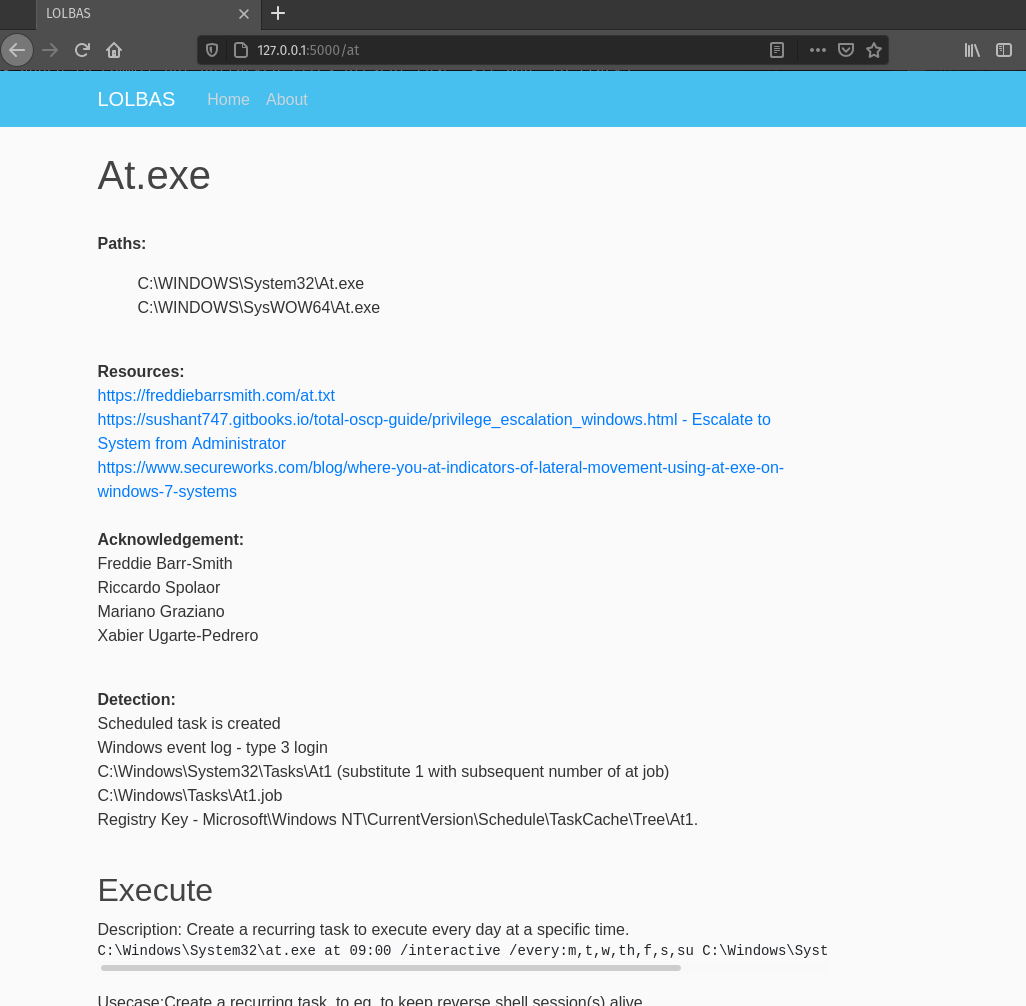 LOLBAS
127.0.0.1:5000/at
LOLBAS Home About
At.exe
Paths:
C:\WINDOWS\System32\At.exe
C:\WINDOWS\SysWOW64\At.exe
Resources:
https://freddiebarrsmith.com/at.txt
https://sushant747.gitbooks.io/total-oscp-guide/privilege_escalation_windows.html - Escalate to
System from Administrator
https://www.secureworks.com/blog/where-you-at-indicators-of-lateral-movement-using-at-exe-on-
windows-7-systems
Acknowledgement:
Freddie Barr-Smith
Riccardo Spolaor
Mariano Graziano
Xabier Ugarte-Pedrero
Detection:
Scheduled task is created
Windows event log - type 3 login
C:\Windows\System32\Tasks\At1 (substitute 1 with subsequent number of at job)
C:\Windows\Tasks\At1.job
Registry Key - Microsoft\Windows NT\CurrentVersion\Schedule\TaskCache\Tree\At1.
Execute
Description: Create a recurring task to execute every day at a specific time.
C:\Windows\System32\at.exe at 09:00 /interactive /every:m,t,w,th,f,s,su C:\Windows\Syst
Usecase:Create a recurring task, to eg. to keep reverse shell session(s) alive